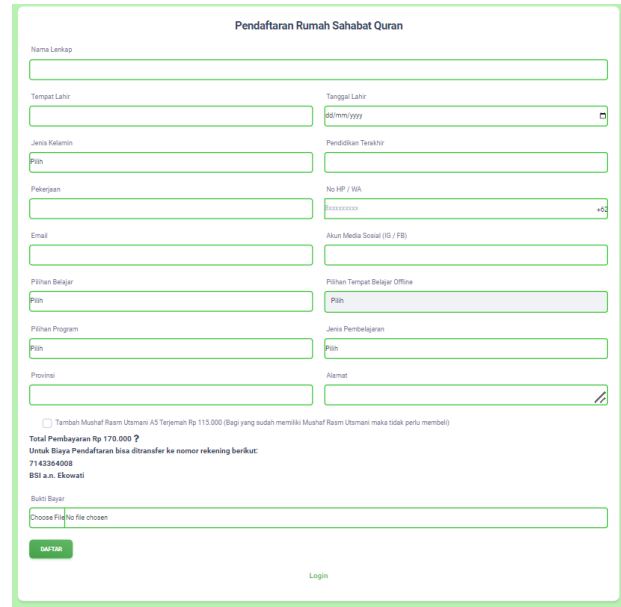 Pendaftaran Rumah Sahabat Quran
Nama Lenkap
Tempat Lahir
Tanggal Lahir
dd/mm/yyyy
Jenis Kelamin
Pendidikan Terakhir
Pilih
Pekerjaan
No HP / WA
8xxxxxxxxx
+62
Email
Akun Media Sosial (IG / FB)
Pilihan Belajar
Pilihan Tempat Belajar Offline
Pilih
Pilih
Pilihan Program
Jenis Pembelajaran
Pilih
Pilih
Provinsi
Alamat
Tambah Mushaf Rasm Utsmani A5 Terjemah Rp 115.000 (Bagi yang sudah memiliki Mushaf Rasm Utsmani maka tidak perlu membeli)
Total Pembayaran Rp 170.000 ?
Untuk Biaya Pendaftaran bisa ditransfer ke nomor rekening berikut:
7143364008
BSI a.n. Ekowati
Bukti Bayar
Choose File No file chosen
DAFTAR
Login